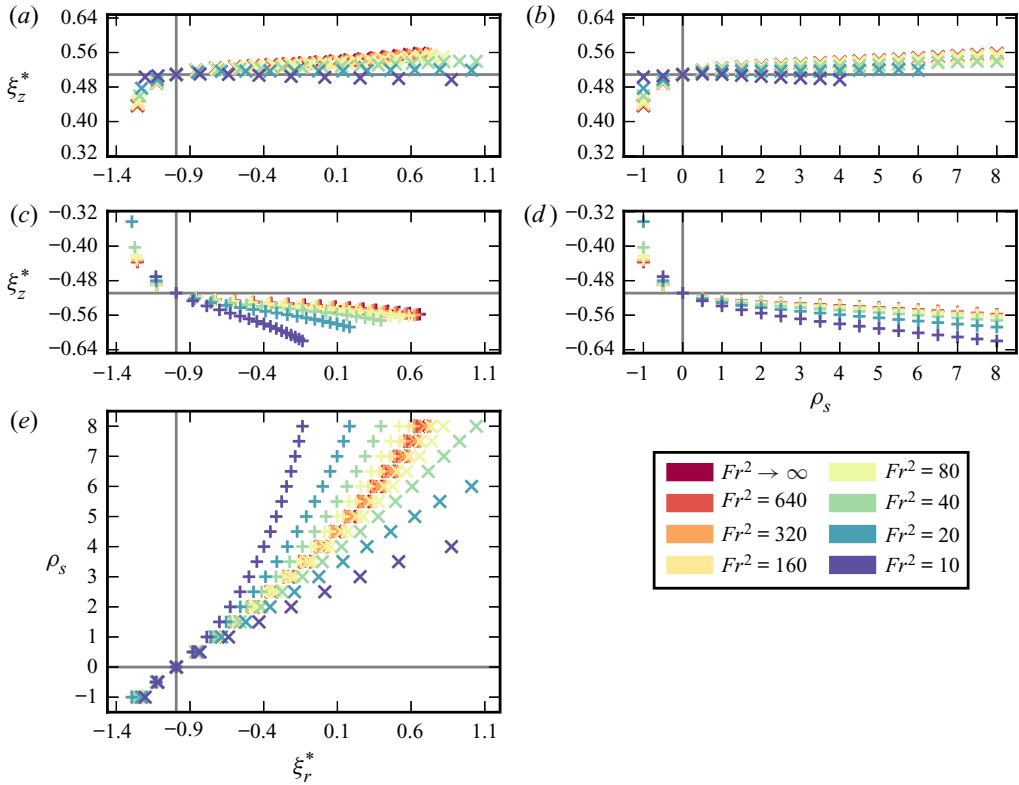 (a) (b)
0.64 0.64
0.56 0.56
ξz* 0.48 0.48
0.40 0.40
0.32 0.32
−1.4 −0.9 −0.4 0.1 0.6 1.1 −1 0 1 2 3 4 5 6 7 8
(c) (d)
−0.32 −0.32
−0.40 −0.40
ξz* −0.48 −0.48
−0.56 −0.56
−0.64 −0.64
−1.4 −0.9 −0.4 0.1 0.6 1.1 −1 0 1 2 3 4 5 6 7 8
ρs
(e)
8
7
6
5
ρs 4
3
2
1
0
−1
−1.4 −0.9 −0.4 0.1 0.6 1.1
ξr*
Fr² → ∞ Fr² = 80
Fr² = 640 Fr² = 40
Fr² = 320 Fr² = 20
Fr² = 160 Fr² = 10